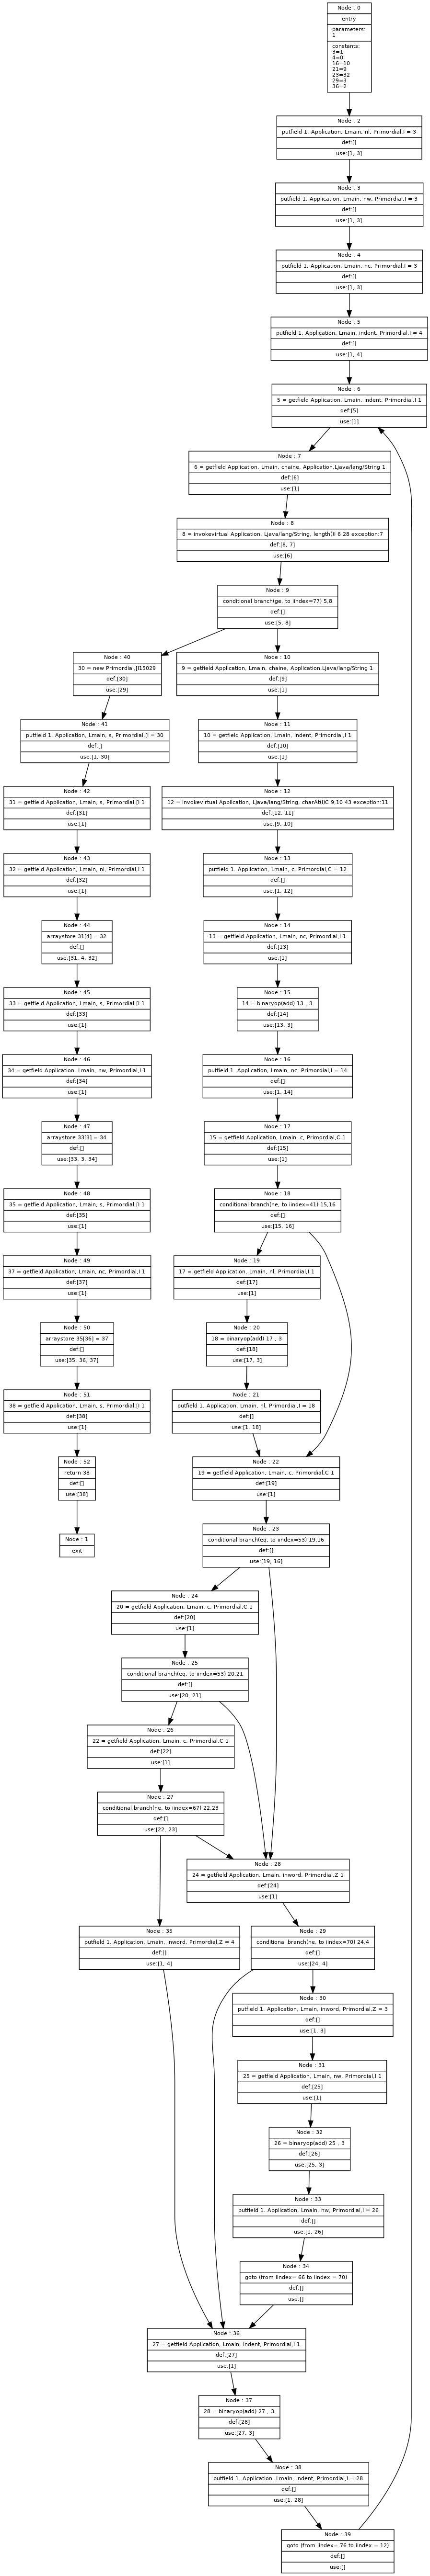 Node : 0
entry
parameters:
1
constants:
3=1
4=0
16=10
21=9
23=32
29=3
36=2
Node : 2
putfield 1. Application, Lmain, nl, Primordial,I = 3
def:[]
use:[1, 3]
Node : 3
putfield 1. Application, Lmain, nw, Primordial,I = 3
def:[]
use:[1, 3]
Node : 4
putfield 1. Application, Lmain, nc, Primordial,I = 3
def:[]
use:[1, 3]
Node : 5
putfield 1. Application, Lmain, indent, Primordial,I = 4
def:[]
use:[1, 4]
Node : 6
5 = getfield Application, Lmain, indent, Primordial,I 1
def:[5]
use:[1]
Node : 7
6 = getfield Application, Lmain, chaine, Application,Ljava/lang/String 1
def:[6]
use:[1]
Node : 8
8 = invokevirtual Application, Ljava/lang/String, length()I 6 28 exception:7
def:[8, 7]
use:[6]
Node : 9
conditional branch(ge, to iindex=77) 5,8
def:[]
use:[5, 8]
Node : 40
30 = new Primordial,[I15029
def:[30]
use:[29]
Node : 10
9 = getfield Application, Lmain, chaine, Application,Ljava/lang/String 1
def:[9]
use:[1]
Node : 41
putfield 1. Application, Lmain, s, Primordial,[I = 30
def:[]
use:[1, 30]
Node : 11
10 = getfield Application, Lmain, indent, Primordial,I 1
def:[10]
use:[1]
Node : 42
31 = getfield Application, Lmain, s, Primordial,[I 1
def:[31]
use:[1]
Node : 12
12 = invokevirtual Application, Ljava/lang/String, charAt(I)C 9,10 43 exception:11
def:[12, 11]
use:[9, 10]
Node : 43
32 = getfield Application, Lmain, nl, Primordial,I 1
def:[32]
use:[1]
Node : 13
putfield 1. Application, Lmain, c, Primordial,C = 12
def:[]
use:[1, 12]
Node : 44
arraystore 31[4] = 32
def:[]
use:[31, 4, 32]
Node : 14
13 = getfield Application, Lmain, nc, Primordial,I 1
def:[13]
use:[1]
Node : 45
33 = getfield Application, Lmain, s, Primordial,[I 1
def:[33]
use:[1]
Node : 15
14 = binaryop(add) 13 , 3
def:[14]
use:[13, 3]
Node : 46
34 = getfield Application, Lmain, nw, Primordial,I 1
def:[34]
use:[1]
Node : 16
putfield 1. Application, Lmain, nc, Primordial,I = 14
def:[]
use:[1, 14]
Node : 47
arraystore 33[3] = 34
def:[]
use:[33, 3, 34]
Node : 17
15 = getfield Application, Lmain, c, Primordial,C 1
def:[15]
use:[1]
Node : 48
35 = getfield Application, Lmain, s, Primordial,[I 1
def:[35]
use:[1]
Node : 18
conditional branch(ne, to iindex=41) 15,16
def:[]
use:[15, 16]
Node : 49
37 = getfield Application, Lmain, nc, Primordial,I 1
def:[37]
use:[1]
Node : 19
17 = getfield Application, Lmain, nl, Primordial,I 1
def:[17]
use:[1]
Node : 50
arraystore 35[36] = 37
def:[]
use:[35, 36, 37]
Node : 20
18 = binaryop(add) 17 , 3
def:[18]
use:[17, 3]
Node : 51
38 = getfield Application, Lmain, s, Primordial,[I 1
def:[38]
use:[1]
Node : 21
putfield 1. Application, Lmain, nl, Primordial,I = 18
def:[]
use:[1, 18]
Node : 52
return 38
def:[]
use:[38]
Node : 22
19 = getfield Application, Lmain, c, Primordial,C 1
def:[19]
use:[1]
Node : 1
exit
Node : 23
conditional branch(eq, to iindex=53) 19,16
def:[]
use:[19, 16]
Node : 24
20 = getfield Application, Lmain, c, Primordial,C 1
def:[20]
use:[1]
Node : 25
conditional branch(eq, to iindex=53) 20,21
def:[]
use:[20, 21]
Node : 26
22 = getfield Application, Lmain, c, Primordial,C 1
def:[22]
use:[1]
Node : 27
conditional branch(ne, to iindex=67) 22,23
def:[]
use:[22, 23]
Node : 28
24 = getfield Application, Lmain, inword, Primordial,Z 1
def:[24]
use:[1]
Node : 35
putfield 1. Application, Lmain, inword, Primordial,Z = 4
def:[]
use:[1, 4]
Node : 29
conditional branch(ne, to iindex=70) 24,4
def:[]
use:[24, 4]
Node : 30
putfield 1. Application, Lmain, inword, Primordial,Z = 3
def:[]
use:[1, 3]
Node : 31
25 = getfield Application, Lmain, nw, Primordial,I 1
def:[25]
use:[1]
Node : 32
26 = binaryop(add) 25 , 3
def:[26]
use:[25, 3]
Node : 33
putfield 1. Application, Lmain, nw, Primordial,I = 26
def:[]
use:[1, 26]
Node : 34
goto (from iindex= 66 to iindex = 70)
def:[]
use:[]
Node : 36
27 = getfield Application, Lmain, indent, Primordial,I 1
def:[27]
use:[1]
Node : 37
28 = binaryop(add) 27 , 3
def:[28]
use:[27, 3]
Node : 38
putfield 1. Application, Lmain, indent, Primordial,I = 28
def:[]
use:[1, 28]
Node : 39
goto (from iindex= 76 to iindex = 12)
def:[]
use:[]